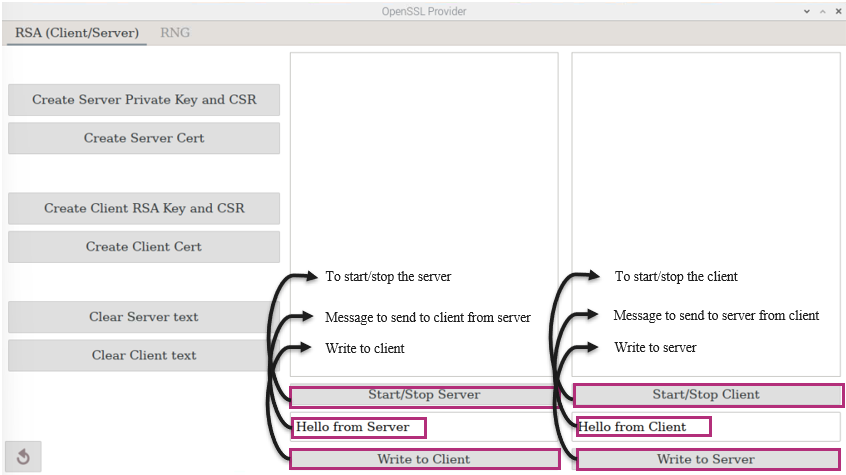 OpenSSL Provider
RSA (Client/Server) RNG
Create Server Private Key and CSR
Create Server Cert
Create Client RSA Key and CSR
Create Client Cert
Clear Server text
Clear Client text
To start/stop the server
Message to send to client from server
Write to client
Start/Stop Server
Hello from Server
Write to Client
To start/stop the client
Message to send to server from client
Write to server
Start/Stop Client
Hello from Client
Write to Server